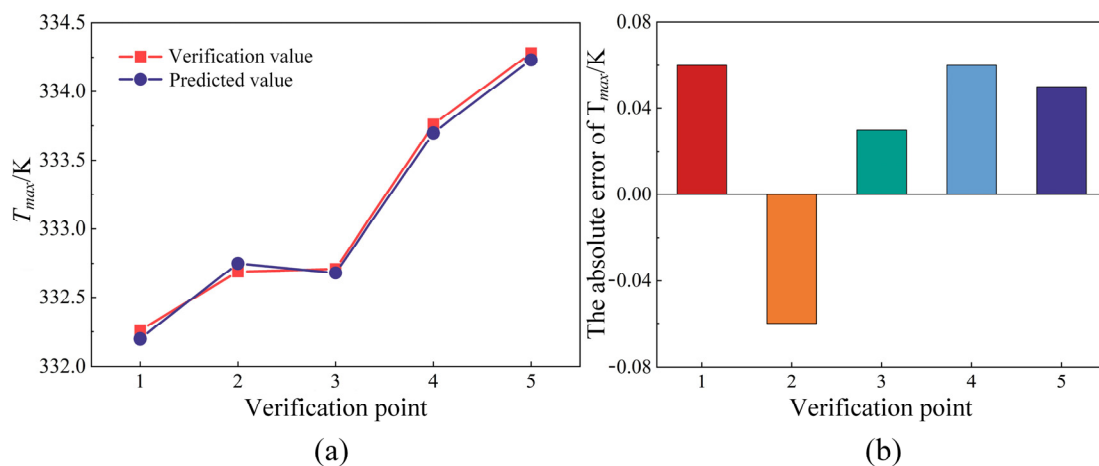 334.5
334.0
333.5
333.0
332.5
332.0
T_max/K
Verification value
Predicted value
1 2 3 4 5
Verification point
(a)
0.08
0.04
0.00
-0.04
-0.08
The absolute error of T_max/K
1 2 3 4 5
Verification point
(b)